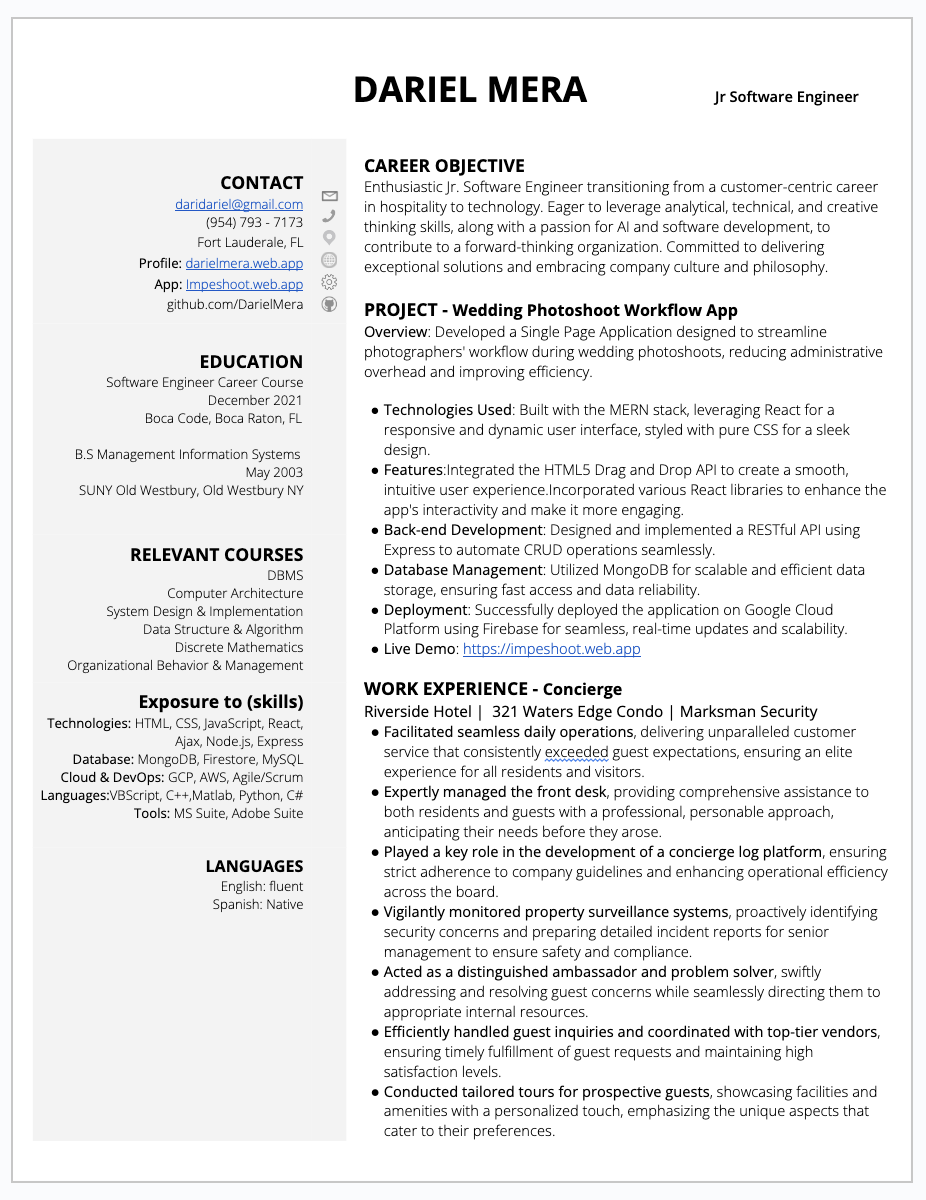 DARIEL MERA
Jr Software Engineer
CONTACT
daridariel@gmail.com
(954) 793 - 7173
Fort Lauderale, FL
Profile: darielmera.web.app
App: Impeshoot.web.app
github.com/DarielMera
EDUCATION
Software Engineer Career Course
December 2021
Boca Code, Boca Raton, FL
B.S Management Information Systems
May 2003
SUNY Old Westbury, Old Westbury NY
RELEVANT COURSES
DBMS
Computer Architecture
System Design & Implementation
Data Structure & Algorithm
Discrete Mathematics
Organizational Behavior & Management
Exposure to (skills)
Technologies: HTML, CSS, JavaScript, React,
Ajax, Node.js, Express
Database: MongoDB, Firestore, MySQL
Cloud & DevOps: GCP, AWS, Agile/Scrum
Languages:VBScript, C++,Matlab, Python, C#
Tools: MS Suite, Adobe Suite
LANGUAGES
English: fluent
Spanish: Native
CAREER OBJECTIVE
Enthusiastic Jr. Software Engineer transitioning from a customer-centric career
in hospitality to technology. Eager to leverage analytical, technical, and creative
thinking skills, along with a passion for AI and software development, to
contribute to a forward-thinking organization. Committed to delivering
exceptional solutions and embracing company culture and philosophy.
PROJECT - Wedding Photoshoot Workflow App
Overview: Developed a Single Page Application designed to streamline
photographers' workflow during wedding photoshoots, reducing administrative
overhead and improving efficiency.
● Technologies Used: Built with the MERN stack, leveraging React for a
responsive and dynamic user interface, styled with pure CSS for a sleek
design.
● Features:Integrated the HTML5 Drag and Drop API to create a smooth,
intuitive user experience.Incorporated various React libraries to enhance the
app's interactivity and make it more engaging.
● Back-end Development: Designed and implemented a RESTful API using
Express to automate CRUD operations seamlessly.
● Database Management: Utilized MongoDB for scalable and efficient data
storage, ensuring fast access and data reliability.
● Deployment: Successfully deployed the application on Google Cloud
Platform using Firebase for seamless, real-time updates and scalability.
● Live Demo: https://impeshoot.web.app
WORK EXPERIENCE - Concierge
Riverside Hotel | 321 Waters Edge Condo | Marksman Security
● Facilitated seamless daily operations, delivering unparalleled customer
service that consistently exceeded guest expectations, ensuring an elite
experience for all residents and visitors.
● Expertly managed the front desk, providing comprehensive assistance to
both residents and guests with a professional, personable approach,
anticipating their needs before they arose.
● Played a key role in the development of a concierge log platform, ensuring
strict adherence to company guidelines and enhancing operational efficiency
across the board.
● Vigilantly monitored property surveillance systems, proactively identifying
security concerns and preparing detailed incident reports for senior
management to ensure safety and compliance.
● Acted as a distinguished ambassador and problem solver, swiftly
addressing and resolving guest concerns while seamlessly directing them to
appropriate internal resources.
● Efficiently handled guest inquiries and coordinated with top-tier vendors,
ensuring timely fulfillment of guest requests and maintaining high
satisfaction levels.
● Conducted tailored tours for prospective guests, showcasing facilities and
amenities with a personalized touch, emphasizing the unique aspects that
cater to their preferences.